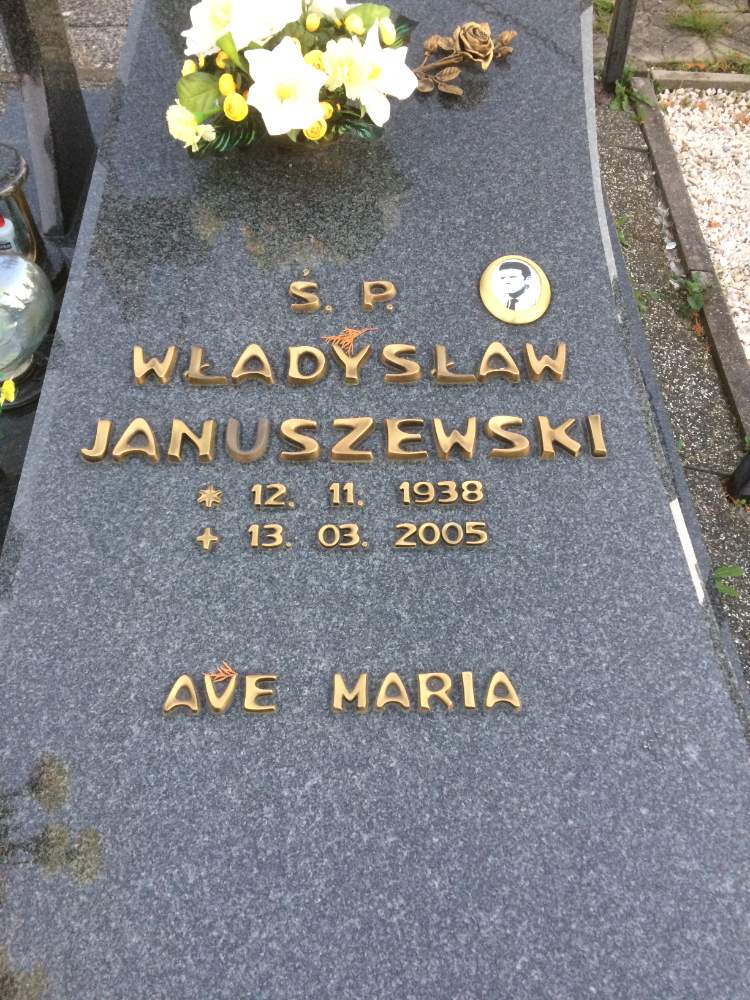 Ś. P.
WŁADYSŁAW
JANUSZEWSKI
* 12. 11. 1938
+ 13. 03. 2005
AVE MARIA